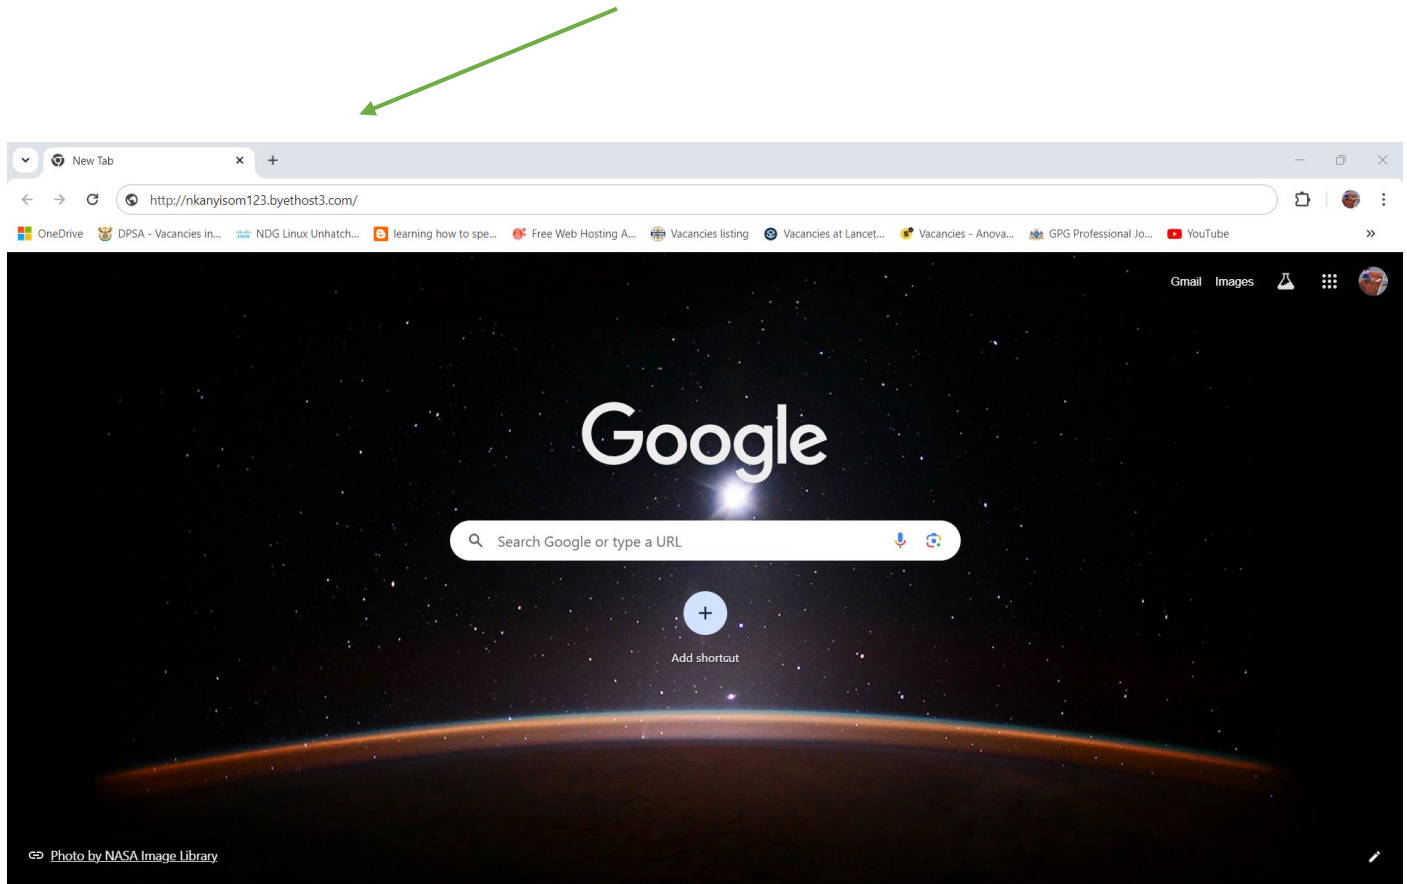 New Tab
http://nkanyisom123.byethost3.com/
OneDrive DPSA - Vacancies in... NDG Linux Unhatch... learning how to spe... Free Web Hosting A... Vacancies listing Vacancies at Lancet... Vacancies - Anova... GPG Professional Jo... YouTube
Gmail Images
Google
Search Google or type a URL
Add shortcut
Photo by NASA Image Library